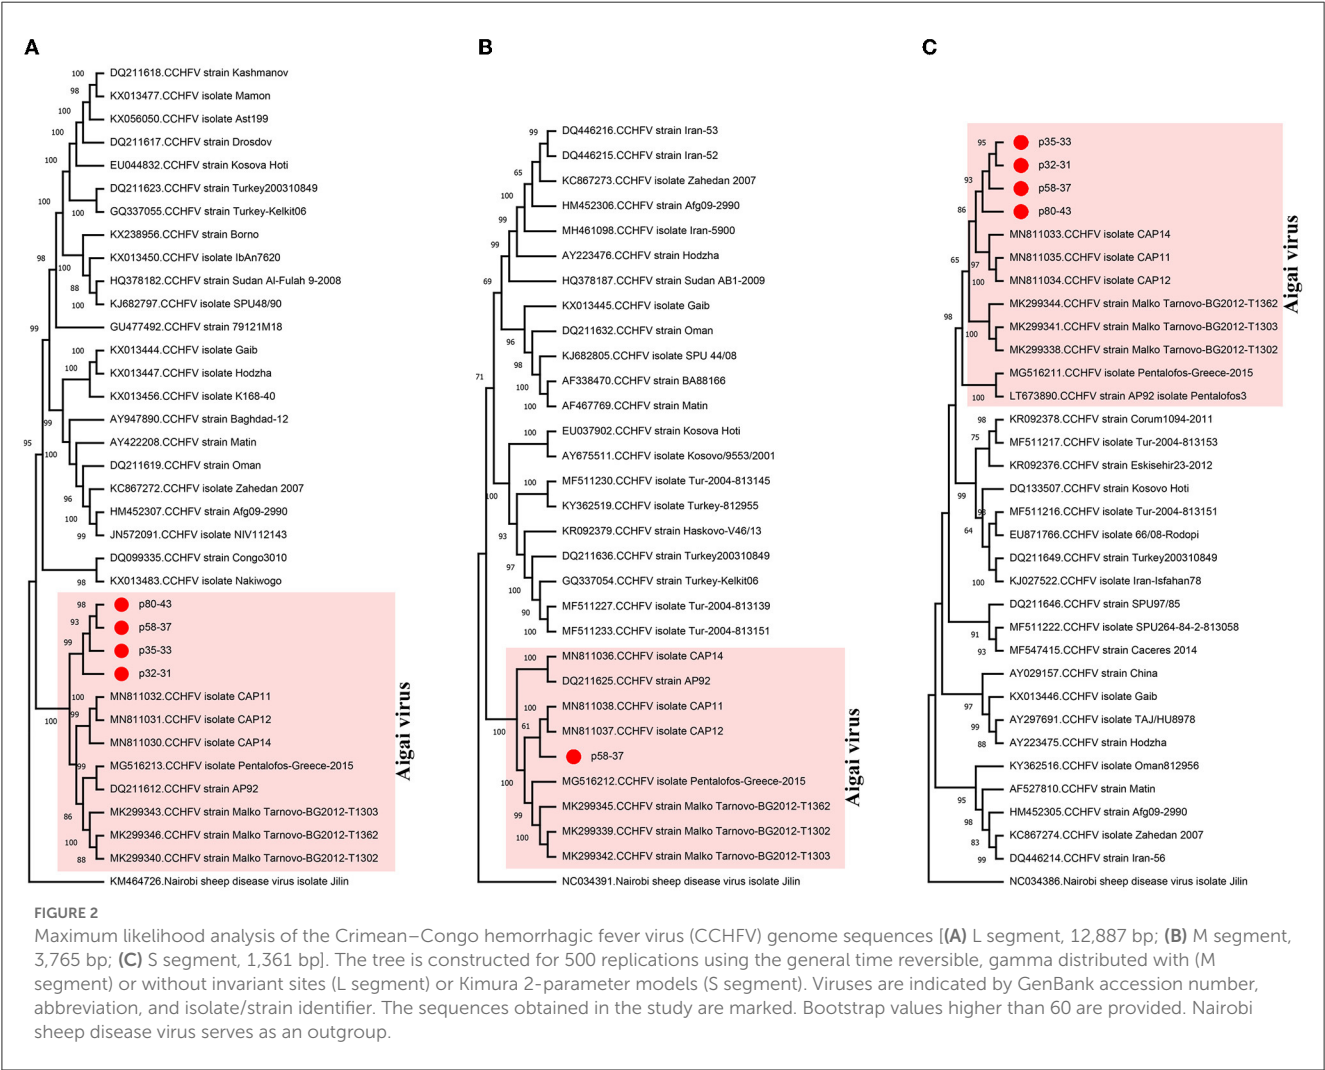 A
100
DQ211618.CCHFV strain Kashmanov
98
KX013477.CCHFV isolate Mamon
100
KX056050.CCHFV isolate Ast199
100
DQ211617.CCHFV strain Drosdov
100
EU044832.CCHFV strain Kosova Hoti
DQ211623.CCHFV strain Turkey200310849
100
100
GQ337055.CCHFV strain Turkey-Kelkit06
KX238956.CCHFV strain Borno
98
KX013450.CCHFV isolate IbAn7620
100
HQ378182.CCHFV strain Sudan Al-Fulah 9-2008
88
100
KJ682797.CCHFV isolate SPU48/90
99
GU477492.CCHFV strain 79121M18
100
KX013444.CCHFV isolate Gaib
100
KX013447.CCHFV isolate Hodzha
KX013456.CCHFV isolate K168-40
99
AY947890.CCHFV strain Baghdad-12
95
AY422208.CCHFV strain Matin
100
DQ211619.CCHFV strain Oman
KC867272.CCHFV isolate Zahedan 2007
96
HM452307.CCHFV strain Afg09-2990
100
99
JN572091.CCHFV isolate NIV112143
DQ099335.CCHFV strain Congo3010
98
KX013483.CCHFV isolate Nakiwogo
98
p80-43
93
p58-37
99
p35-33
p32-31
100
MN811032.CCHFV isolate CAP11
99
100
MN811031.CCHFV isolate CAP12
MN811030.CCHFV isolate CAP14
99
MG516213.CCHFV isolate Pentalofos-Greece-2015
DQ211612.CCHFV strain AP92
86
MK299343.CCHFV strain Malko Tarnovo-BG2012-T1303
MK299346.CCHFV strain Malko Tarnovo-BG2012-T1362
100
88
MK299340.CCHFV strain Malko Tarnovo-BG2012-T1302
KM464726.Nairobi sheep disease virus isolate Jilin
Aigai virus
B
99
DQ446216.CCHFV strain Iran-53
DQ446215.CCHFV strain Iran-52
65
KC867273.CCHFV isolate Zahedan 2007
100
HM452306.CCHFV strain Afg09-2990
99
MH461098.CCHFV isolate Iran-5900
99
AY223476.CCHFV strain Hodzha
69
HQ378187.CCHFV strain Sudan AB1-2009
KX013445.CCHFV isolate Gaib
DQ211632.CCHFV strain Oman
96
KJ682805.CCHFV isolate SPU 44/08
98
71
AF338470.CCHFV strain BA88166
100
100
AF467769.CCHFV strain Matin
100
EU037902.CCHFV strain Kosova Hoti
AY675511.CCHFV isolate Kosovo/9553/2001
100
MF511230.CCHFV isolate Tur-2004-813145
100
KY362519.CCHFV isolate Turkey-812955
93
KR092379.CCHFV strain Haskovo-V46/13
DQ211636.CCHFV strain Turkey200310849
97
GQ337054.CCHFV strain Turkey-Kelkit06
100
MF511227.CCHFV isolate Tur-2004-813139
90
100
MF511233.CCHFV isolate Tur-2004-813151
100
MN811036.CCHFV isolate CAP14
DQ211625.CCHFV strain AP92
100
MN811038.CCHFV isolate CAP11
61
100
MN811037.CCHFV isolate CAP12
p58-37
100
MG516212.CCHFV isolate Pentalofos-Greece-2015
MK299345.CCHFV strain Malko Tarnovo-BG2012-T1362
99
MK299339.CCHFV strain Malko Tarnovo-BG2012-T1302
100
MK299342.CCHFV strain Malko Tarnovo-BG2012-T1303
NC034391.Nairobi sheep disease virus isolate Jilin
Aigai virus
C
95
p35-33
p32-31
93
p58-37
86
p80-43
MN811033.CCHFV isolate CAP14
65
97
MN811035.CCHFV isolate CAP11
100
MN811034.CCHFV isolate CAP12
MK299344.CCHFV strain Malko Tarnovo-BG2012-T1362
98
MK299341.CCHFV strain Malko Tarnovo-BG2012-T1303
100
MK299338.CCHFV strain Malko Tarnovo-BG2012-T1302
MG516211.CCHFV isolate Pentalofos-Greece-2015
100
LT673890.CCHFV strain AP92 isolate Pentalofos3
98
KR092378.CCHFV strain Corum1094-2011
75
MF511217.CCHFV isolate Tur-2004-813153
KR092376.CCHFV strain Eskisehir23-2012
99
DQ133507.CCHFV strain Kosovo Hoti
MF511216.CCHFV isolate Tur-2004-813151
64
EU871766.CCHFV isolate 66/08-Rodopi
DQ211649.CCHFV strain Turkey200310849
100
KJ027522.CCHFV isolate Iran-Isfahan78
DQ211646.CCHFV strain SPU97/85
91
MF511222.CCHFV isolate SPU264-84-2-813058
93
MF547415.CCHFV strain Caceres 2014
AY029157.CCHFV strain China
KX013446.CCHFV isolate Gaib
97
AY297691.CCHFV isolate TAJ/HU8978
99
88
AY223475.CCHFV strain Hodzha
KY362516.CCHFV isolate Oman812956
AF527810.CCHFV strain Matin
95
HM452305.CCHFV strain Afg09-2990
98
KC867274.CCHFV isolate Zahedan 2007
83
99
DQ446214.CCHFV strain Iran-56
NC034386.Nairobi sheep disease virus isolate Jilin
Aigai virus
FIGURE 2
Maximum likelihood analysis of the Crimean–Congo hemorrhagic fever virus (CCHFV) genome sequences [(A) L segment, 12,887 bp; (B) M segment,
3,765 bp; (C) S segment, 1,361 bp]. The tree is constructed for 500 replications using the general time reversible, gamma distributed with (M
segment) or without invariant sites (L segment) or Kimura 2-parameter models (S segment). Viruses are indicated by GenBank accession number,
abbreviation, and isolate/strain identifier. The sequences obtained in the study are marked. Bootstrap values higher than 60 are provided. Nairobi
sheep disease virus serves as an outgroup.